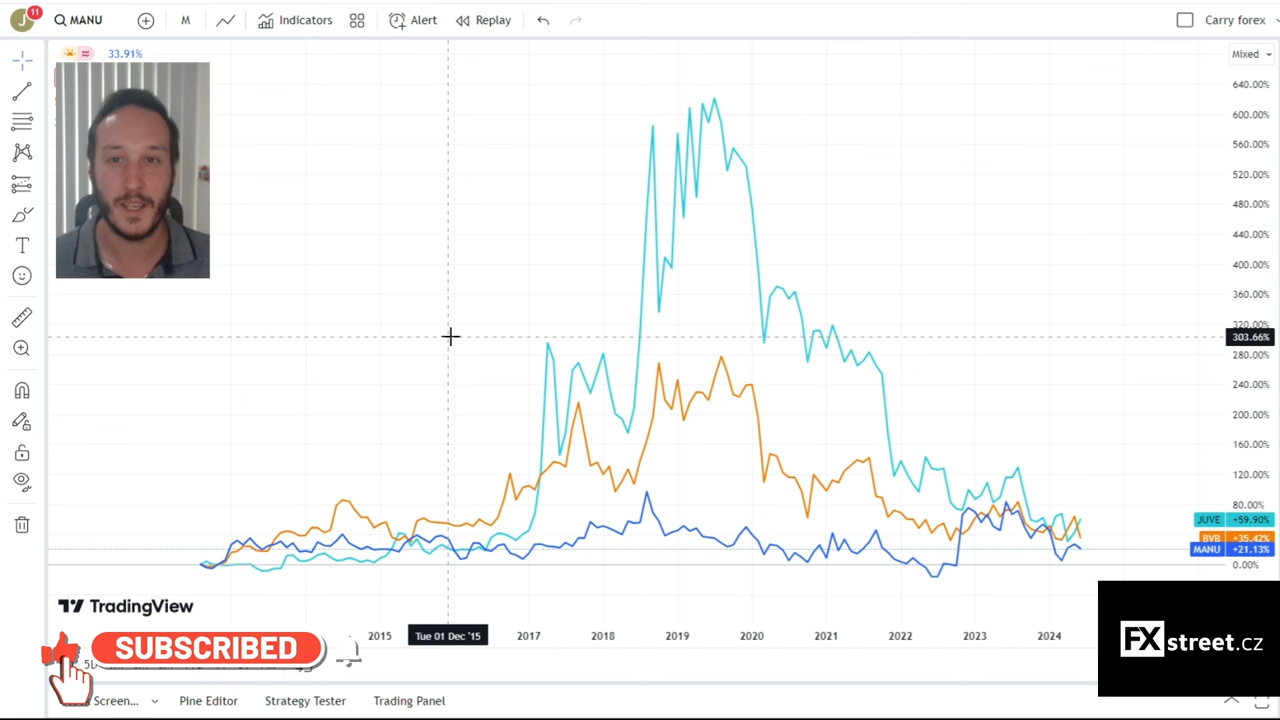 J 11 MANU M Indicators Alert Replay Carry forex
33.91%
Mixed
640.00%
600.00%
560.00%
520.00%
480.00%
440.00%
400.00%
360.00%
320.00%
303.66%
280.00%
240.00%
200.00%
160.00%
120.00%
80.00%
JUVE +59.90%
BVB +35.42%
MANU +21.13%
0.00%
TradingView
2015 Tue 01 Dec '15 2017 2018 2019 2020 2021 2022 2023 2024
SUBSCRIBED
FXstreet.cz
Screen... Pine Editor Strategy Tester Trading Panel